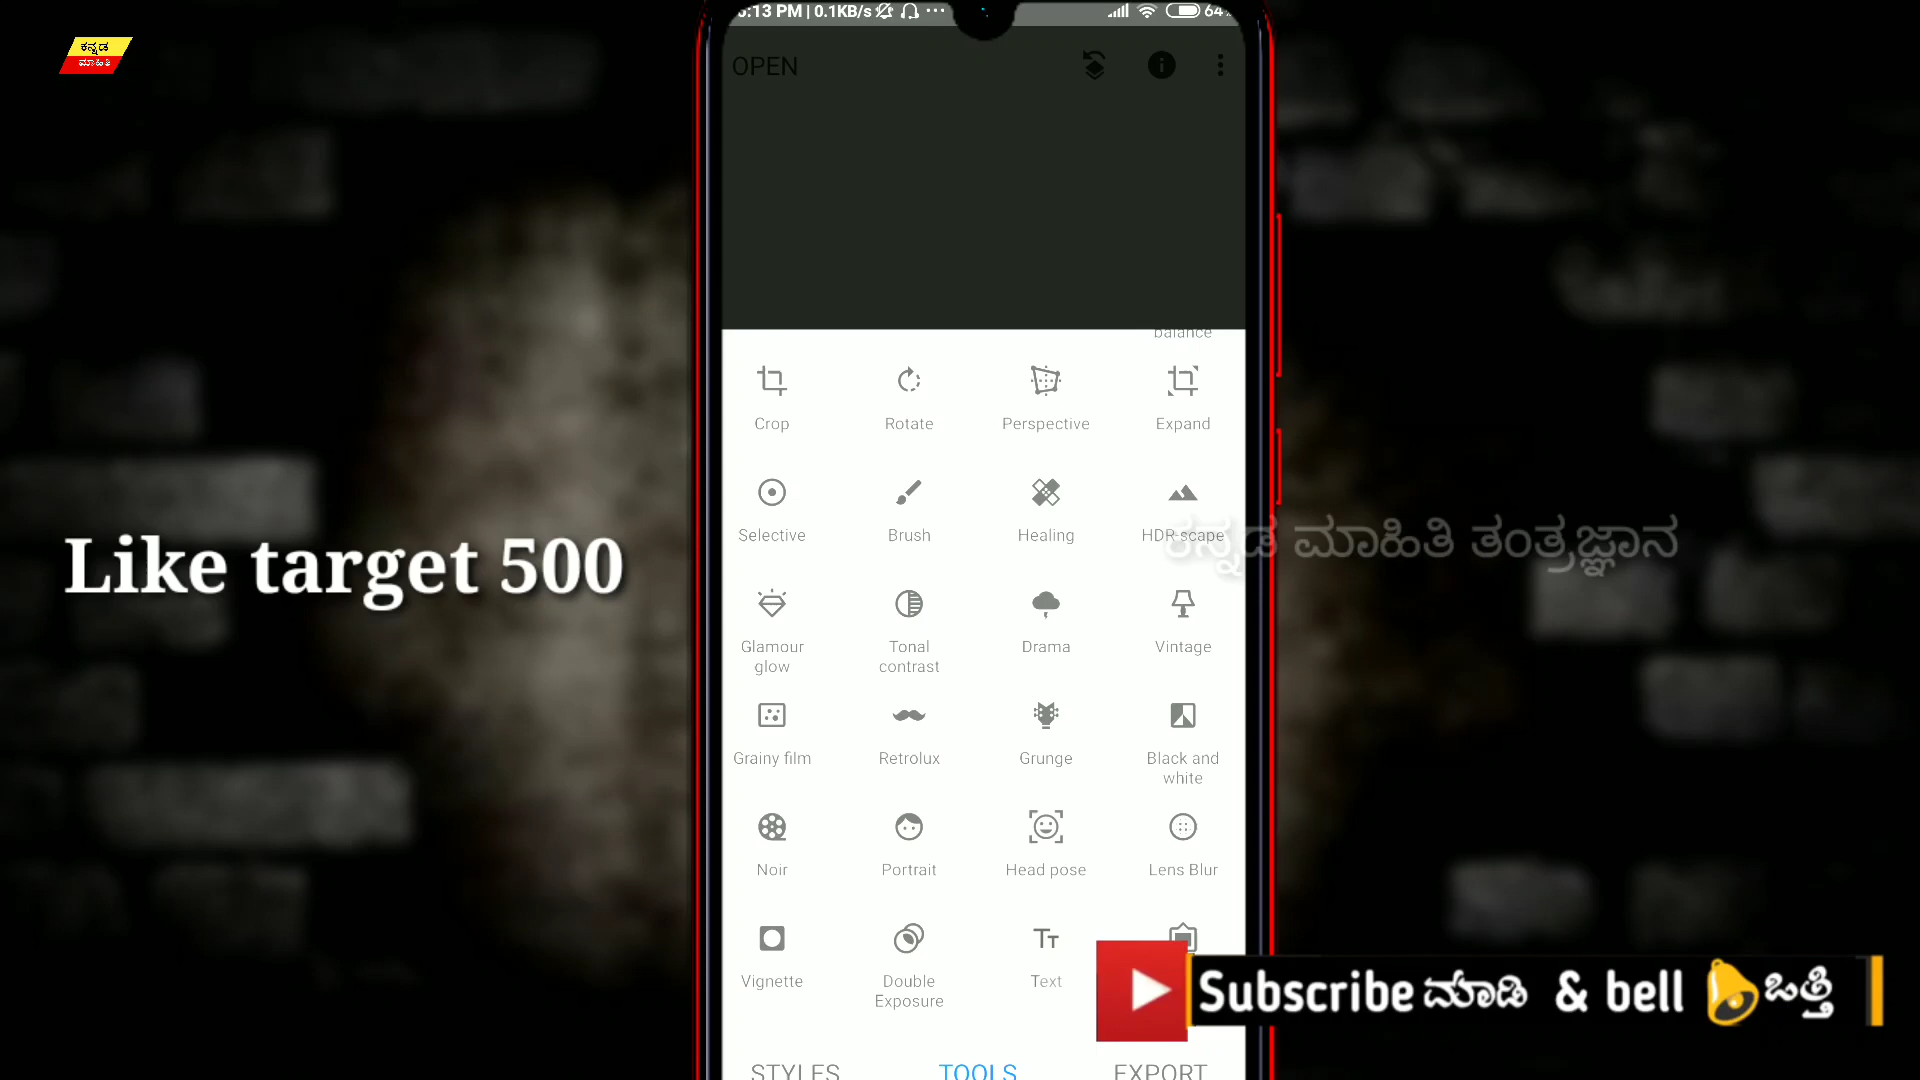 :13 PM | 0.1KB/s
64
ಕನ್ನಡ
ಮಾಹಿತಿ
OPEN
balance
Crop
Rotate
Perspective
Expand
Selective
Brush
Healing
HDR-scape
ಕನ್ನಡ ಮಾಹಿತಿ ತಂತ್ರಜ್ಞಾನ
Like target 500
Glamour
glow
Tonal
contrast
Drama
Vintage
Grainy film
Retrolux
Grunge
Black and
white
Noir
Portrait
Head pose
Lens Blur
Vignette
Double
Exposure
Text
Subscribe ಮಾಡಿ & bell ಒತ್ತಿ
STYLES
TOOLS
EXPORT